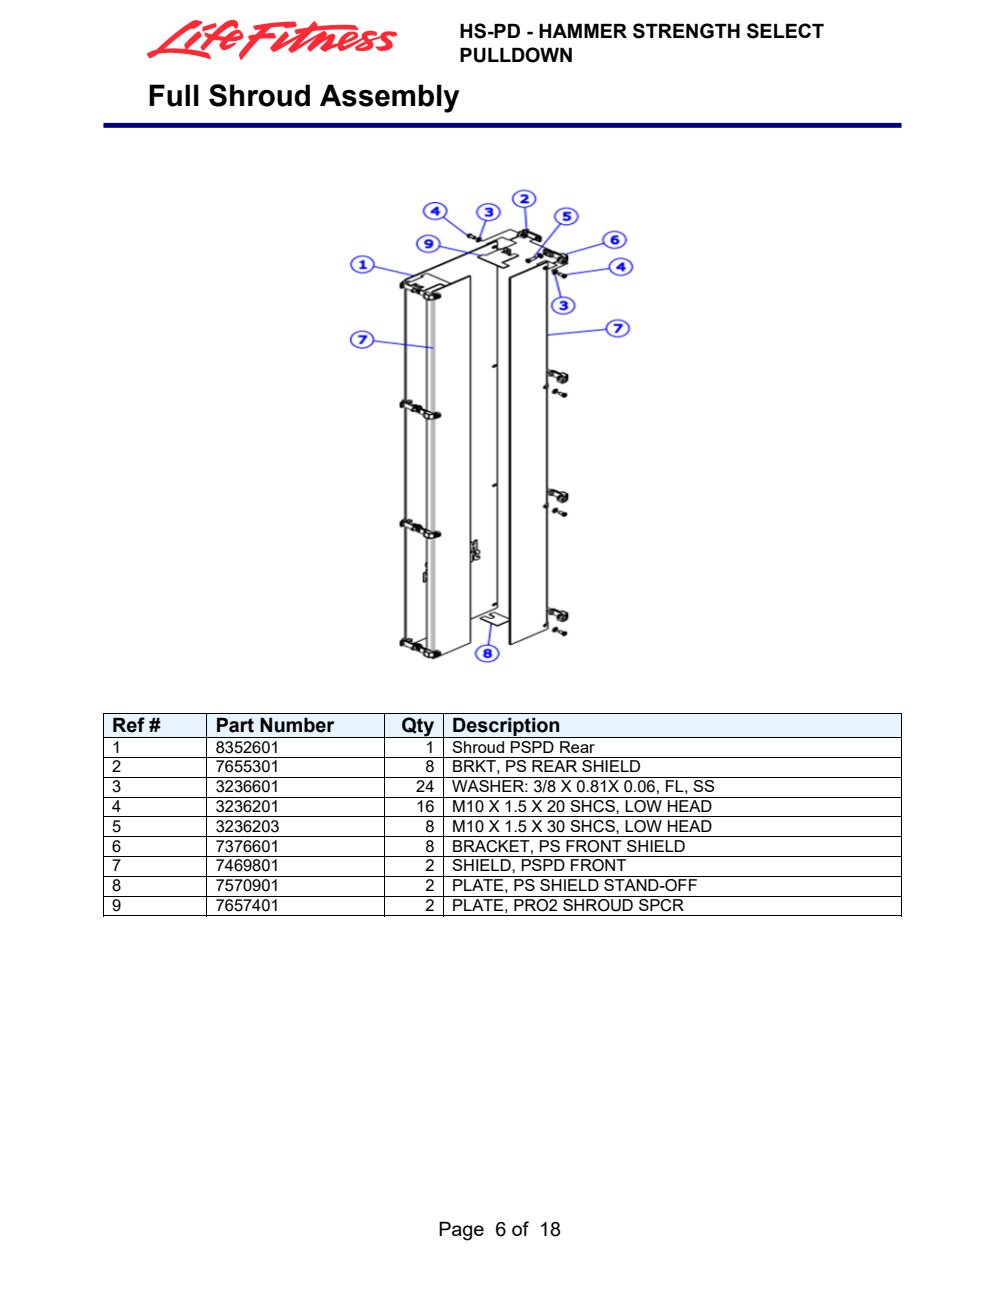 Life Fitness
HS-PD - HAMMER STRENGTH SELECT
PULLDOWN
Full Shroud Assembly
2
4
3
5
9
6
1
4
3
7
7
8
Ref # Part Number Qty Description
1 8352601 1 Shroud PSPD Rear
2 7655301 8 BRKT, PS REAR SHIELD
3 3236601 24 WASHER: 3/8 X 0.81X 0.06, FL, SS
4 3236201 16 M10 X 1.5 X 20 SHCS, LOW HEAD
5 3236203 8 M10 X 1.5 X 30 SHCS, LOW HEAD
6 7376601 8 BRACKET, PS FRONT SHIELD
7 7469801 2 SHIELD, PSPD FRONT
8 7570901 2 PLATE, PS SHIELD STAND-OFF
9 7657401 2 PLATE, PRO2 SHROUD SPCR
Page 6 of 18